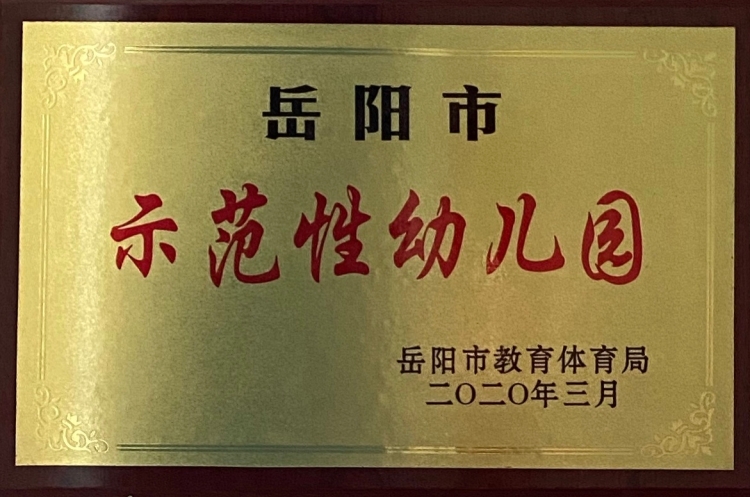 岳阳市
示范性幼儿园
岳阳市教育体育局
二〇二〇年三月